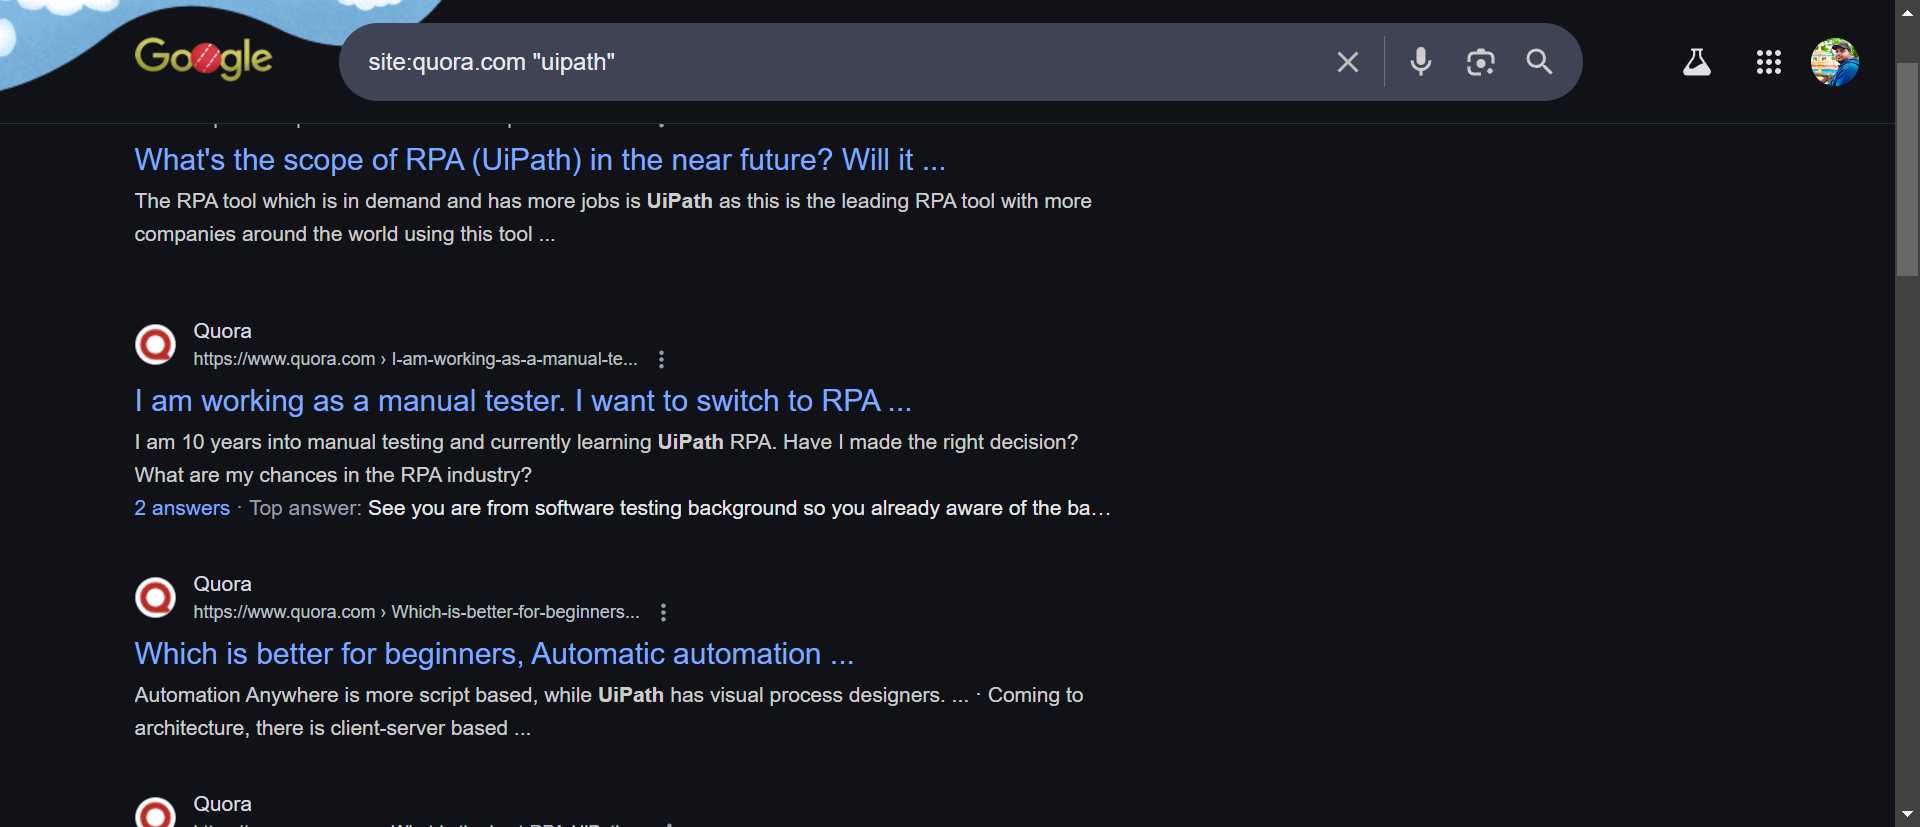 Google
site:quora.com "uipath"
What's the scope of RPA (UiPath) in the near future? Will it ...
The RPA tool which is in demand and has more jobs is UiPath as this is the leading RPA tool with more
companies around the world using this tool ...
Quora
https://www.quora.com › I-am-working-as-a-manual-te...
I am working as a manual tester. I want to switch to RPA ...
I am 10 years into manual testing and currently learning UiPath RPA. Have I made the right decision?
What are my chances in the RPA industry?
2 answers · Top answer: See you are from software testing background so you already aware of the ba...
Quora
https://www.quora.com › Which-is-better-for-beginners...
Which is better for beginners, Automatic automation ...
Automation Anywhere is more script based, while UiPath has visual process designers. ... · Coming to
architecture, there is client-server based ...
Quora